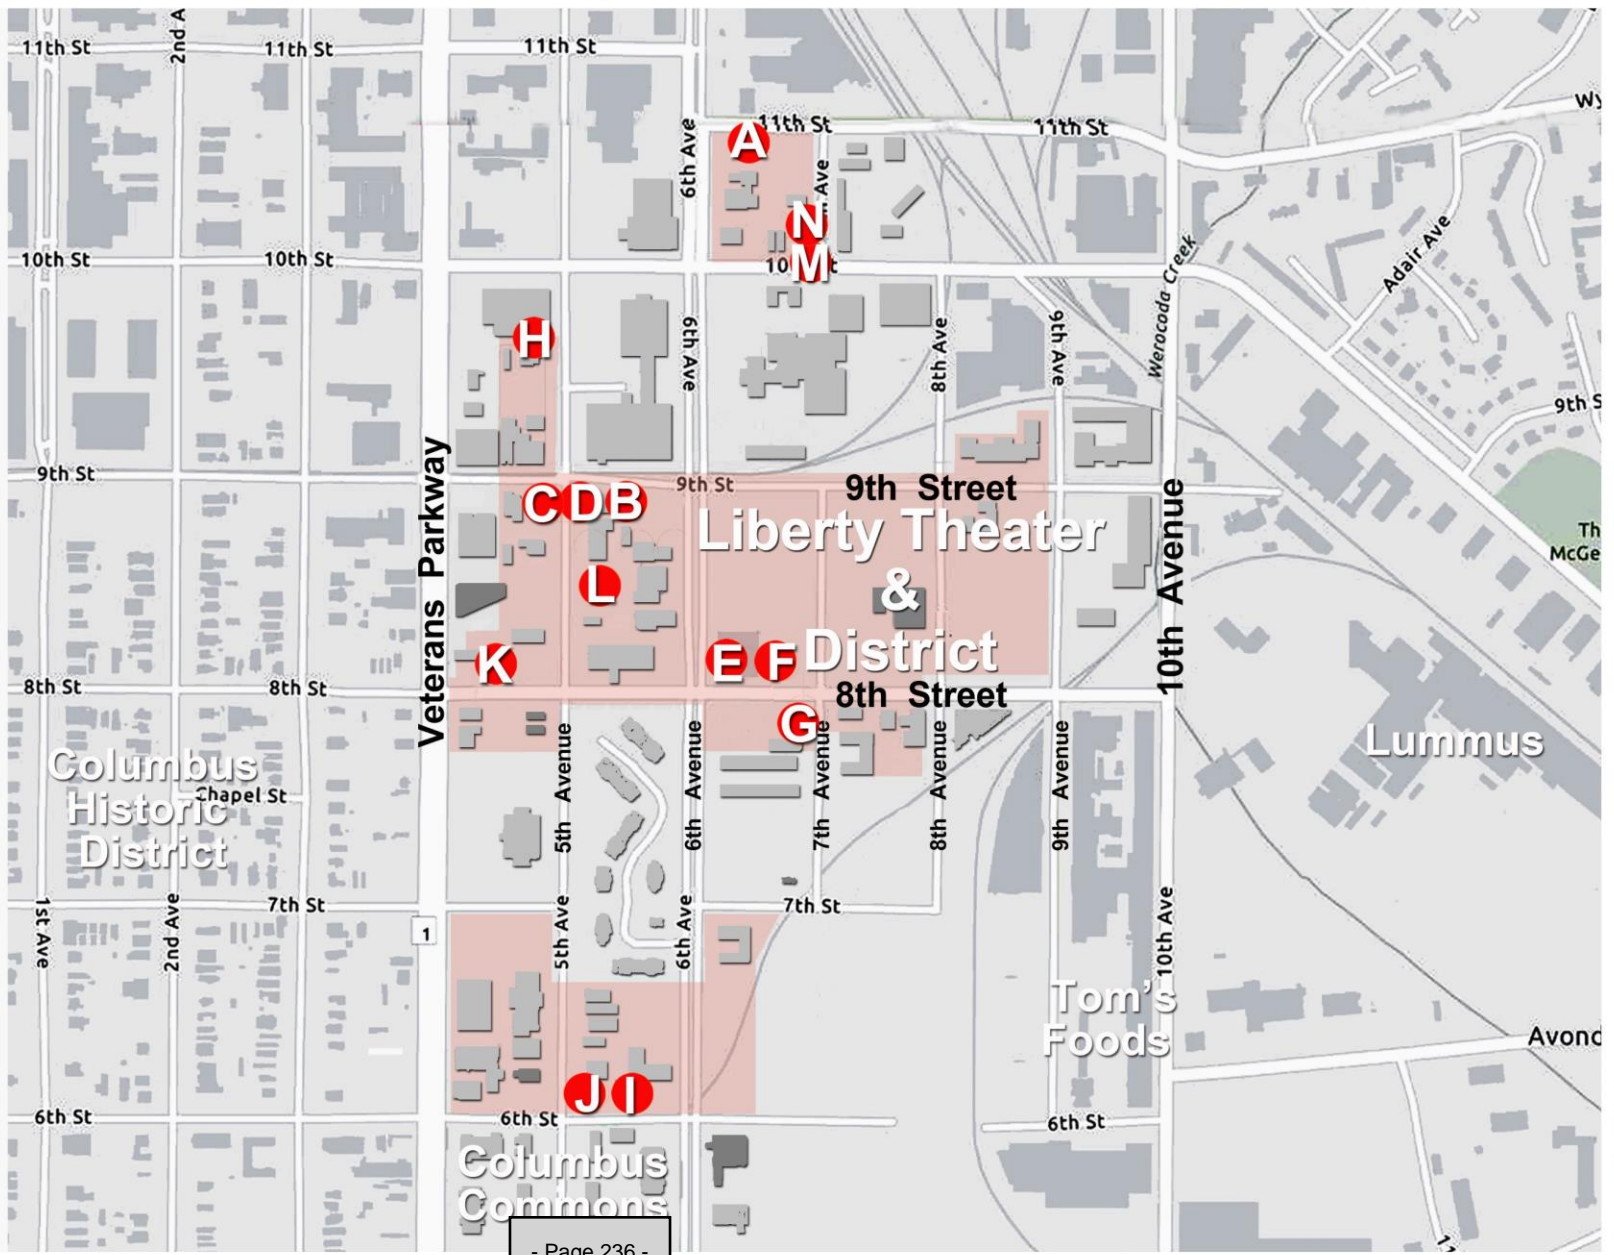 2nd A
11th St
11th St
11th St
11th St
11th St
Wy
6th Ave
A
Ave
N
M
10th St
10th St
Adair Ave
Werocoda Creek
H
6th Ave
8th Ave
9th Ave
9th S
9th St
Veterans Parkway
9th St
9th Street
C
D
B
Liberty Theater
&
District
10th Avenue
Th
McGe
L
K
E
F
8th St
8th St
8th Street
G
5th Avenue
6th Avenue
7th Avenue
8th Avenue
9th Avenue
Lummus
Columbus
Historic
District
Chapel St
1st Ave
2nd Ave
7th St
1
5th Ave
6th Ave
7th St
10th Ave
Tom's
Foods
Avond
J
I
6th St
6th St
6th St
Columbus
Commons
- Page 236 -